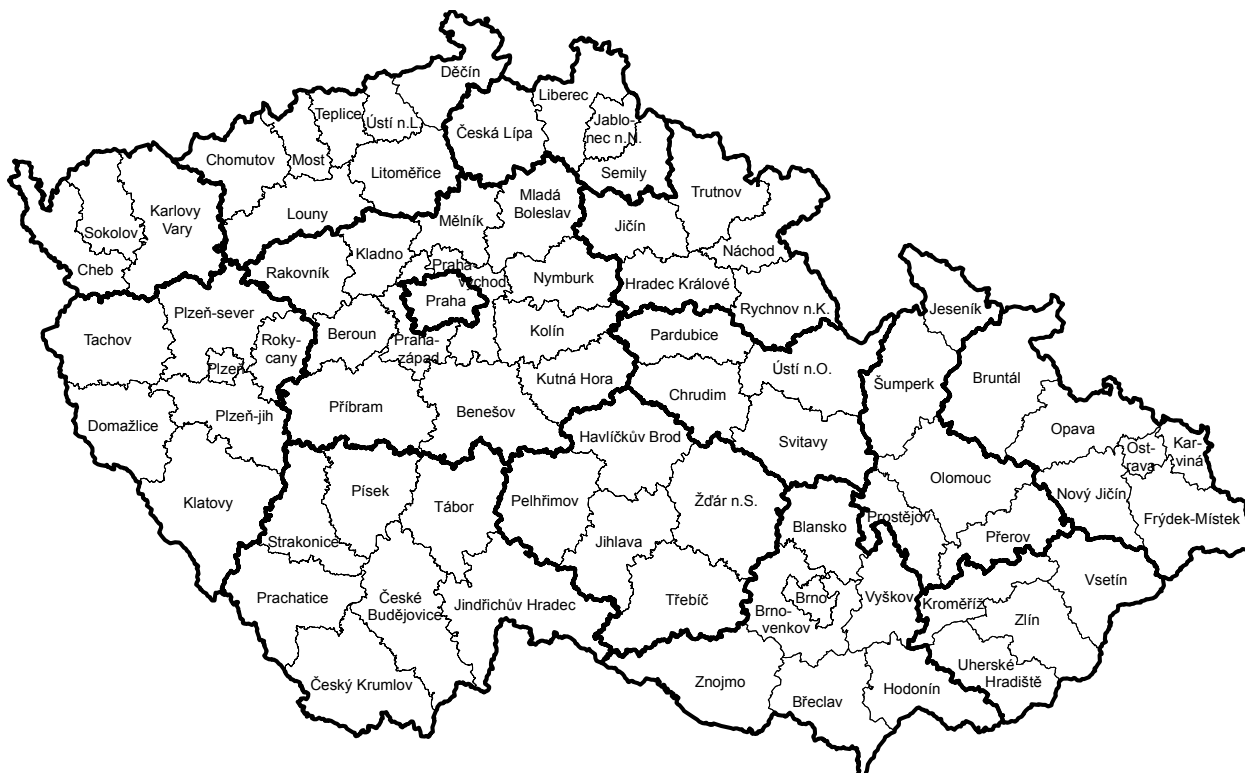 Děčín
Liberec
Teplice
Ústí n.L.
Česká Lípa
Jablo-
nec n.N.
Chomutov
Most
Litoměřice
Semily
Trutnov
Karlovy
Vary
Sokolov
Louny
Mladá
Boleslav
Mělník
Jičín
Náchod
Cheb
Rakovník
Kladno
Praha-
východ
Nymburk
Hradec Králové
Rychnov n.K.
Jeseník
Praha
Tachov
Plzeň-sever
Roky-
cany
Beroun
Praha-
západ
Kolín
Pardubice
Plzeň
Ústí n.O.
Šumperk
Bruntál
Kutná Hora
Chrudim
Domažlice
Plzeň-jih
Příbram
Benešov
Havlíčkův Brod
Svitavy
Opava
Ost-
rava
Kar-
viná
Klatovy
Písek
Tábor
Pelhřimov
Žďár n.S.
Olomouc
Nový Jičín
Frýdek-Místek
Strakonice
Jihlava
Blansko
Prostějov
Přerov
Vsetín
Prachatice
České
Budějovice
Jindřichův Hradec
Třebíč
Brno-
venkov
Brno
Vyškov
Kroměříž
Zlín
Český Krumlov
Znojmo
Břeclav
Hodonín
Uherské
Hradiště